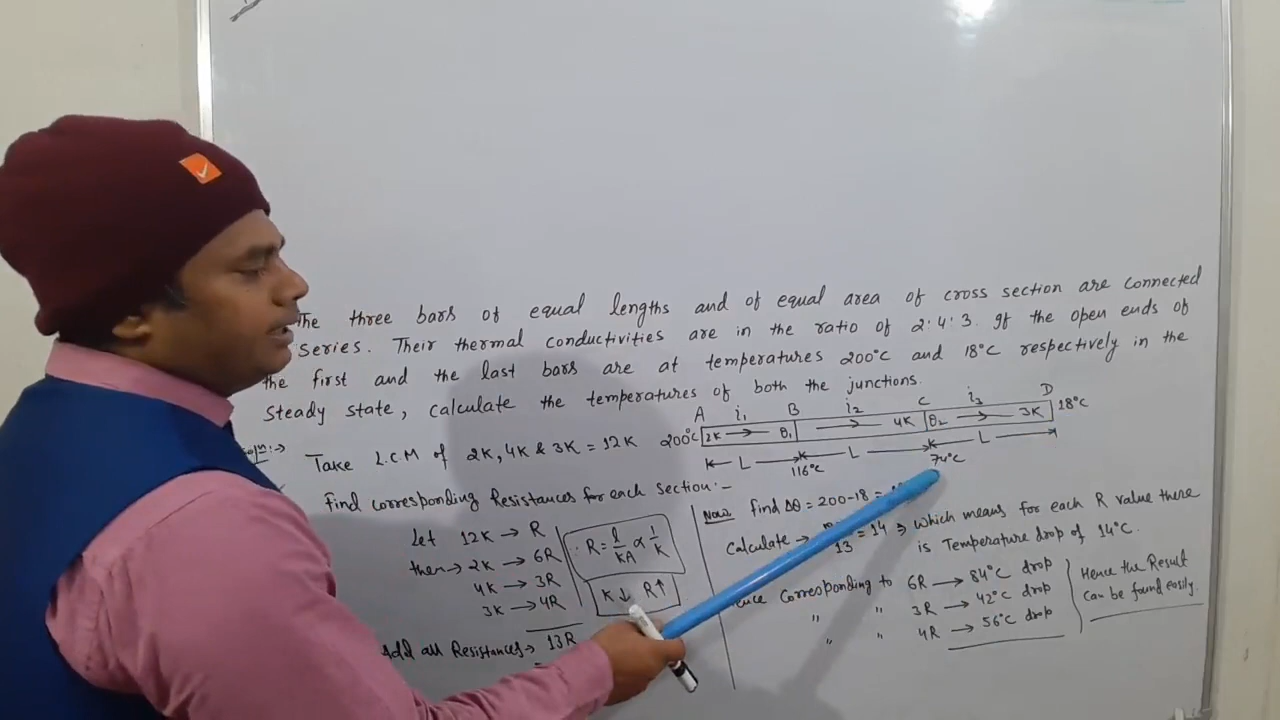 The three bars of equal lengths and of equal area of cross section are connected
series. Their thermal conductivities are in the ratio of 2:4:3. If the open ends of
the first and the last bars are at temperatures 200°C and 18°C respectively in the
steady state, calculate the temperatures of both the junctions.
Soln:→
Take L.C.M of 2K, 4K & 3K = 12K
Find corresponding Resistances for each section:-
Let 12K → R
then → 2K → 6R
4K → 3R
3K → 4R
Add all Resistances → 13R
∴ R = l/KA ∝ 1/K
K↓ R↑
A i₁ B i₂ C i₃ D
200°C 2K → θ₁ → 4K θ₂ → 3K 18°C
L L L
116°C 74°C
Now find Δθ = 200-18 =
Calculate → /13 = 14 ⇒ which means for each R value there
is Temperature drop of 14°C.
Hence corresponding to 6R → 84°C drop
" " 3R → 42°C drop
" " 4R → 56°C drop
Hence the Result
can be found easily.